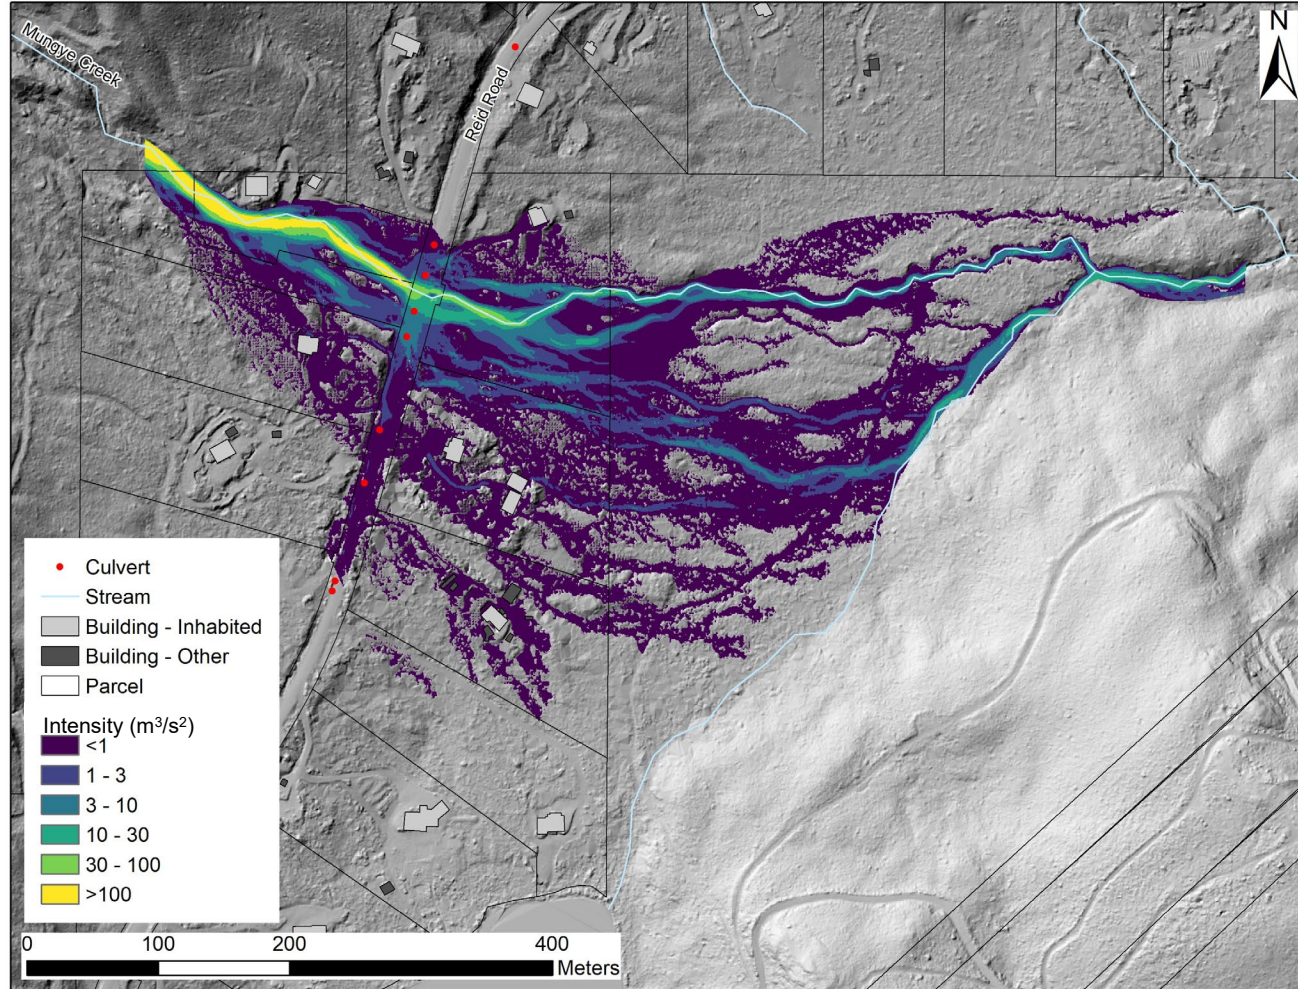 Mungye Creek
Reid Road
N
Culvert
Stream
Building - Inhabited
Building - Other
Parcel
Intensity (m³/s²)
<1
1 - 3
3 - 10
10 - 30
30 - 100
>100
0 100 200 400
Meters